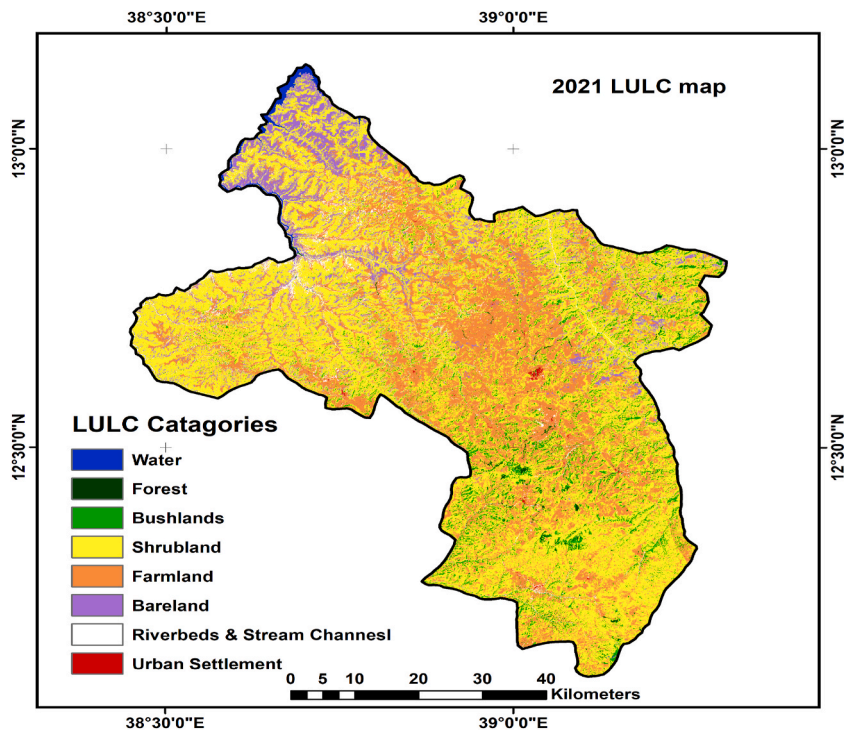 38°30'0"E 39°0'0"E
2021 LULC map
13°0'0"N 13°0'0"N
12°30'0"N 12°30'0"N
LULC Catagories
Water
Forest
Bushlands
Shrubland
Farmland
Bareland
Riverbeds & Stream Channesl
Urban Settlement
0 5 10 20 30 40
Kilometers
38°30'0"E 39°0'0"E